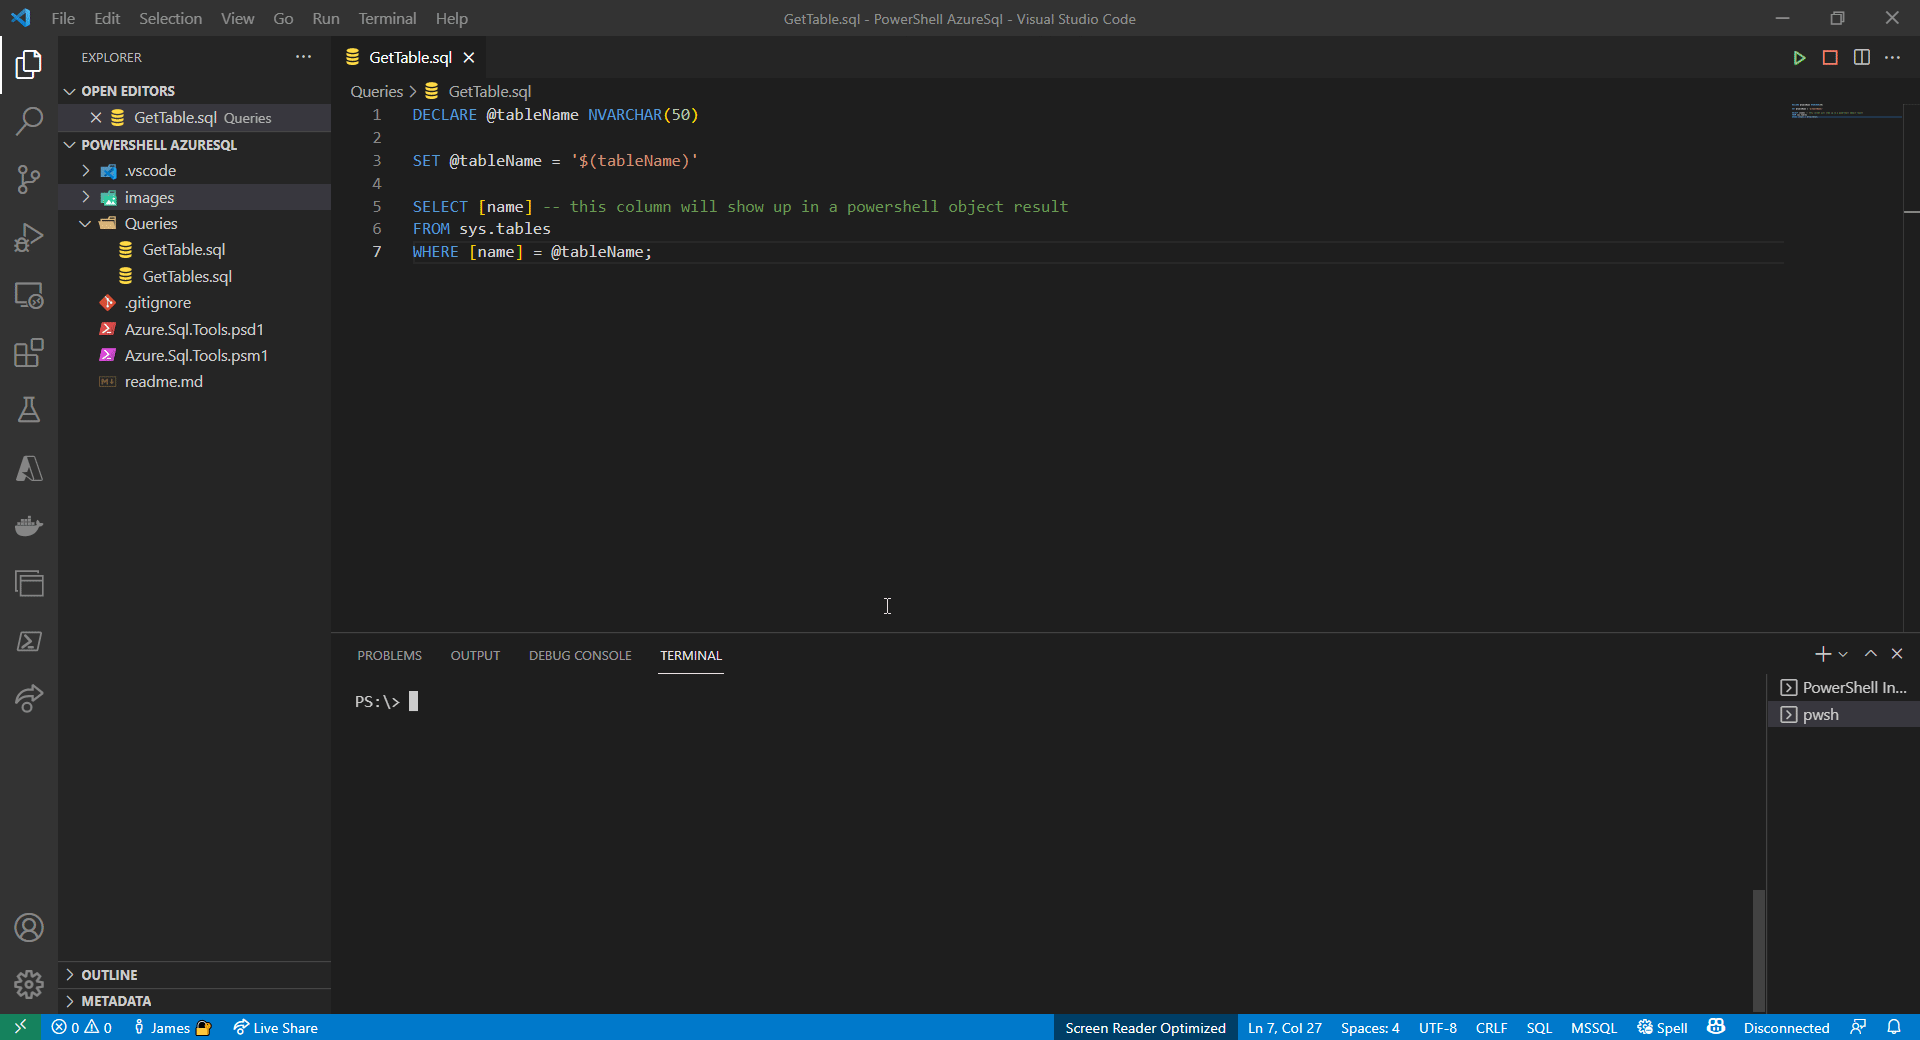 File Edit Selection View Go Run Terminal Help
GetTable.sql - PowerShell AzureSql - Visual Studio Code
EXPLORER
OPEN EDITORS
GetTable.sql Queries
POWERSHELL AZURESQL
.vscode
images
Queries
GetTable.sql
GetTables.sql
.gitignore
Azure.Sql.Tools.psd1
Azure.Sql.Tools.psm1
readme.md
OUTLINE
METADATA
GetTable.sql
Queries > GetTable.sql
1 DECLARE @tableName NVARCHAR(50)
2
3 SET @tableName = '$(tableName)'
4
5 SELECT [name] -- this column will show up in a powershell object result
6 FROM sys.tables
7 WHERE [name] = @tableName;
PROBLEMS OUTPUT DEBUG CONSOLE TERMINAL
PS:\>
PowerShell In...
pwsh
0 0 James Live Share
Screen Reader Optimized Ln 7, Col 27 Spaces: 4 UTF-8 CRLF SQL MSSQL Spell Disconnected